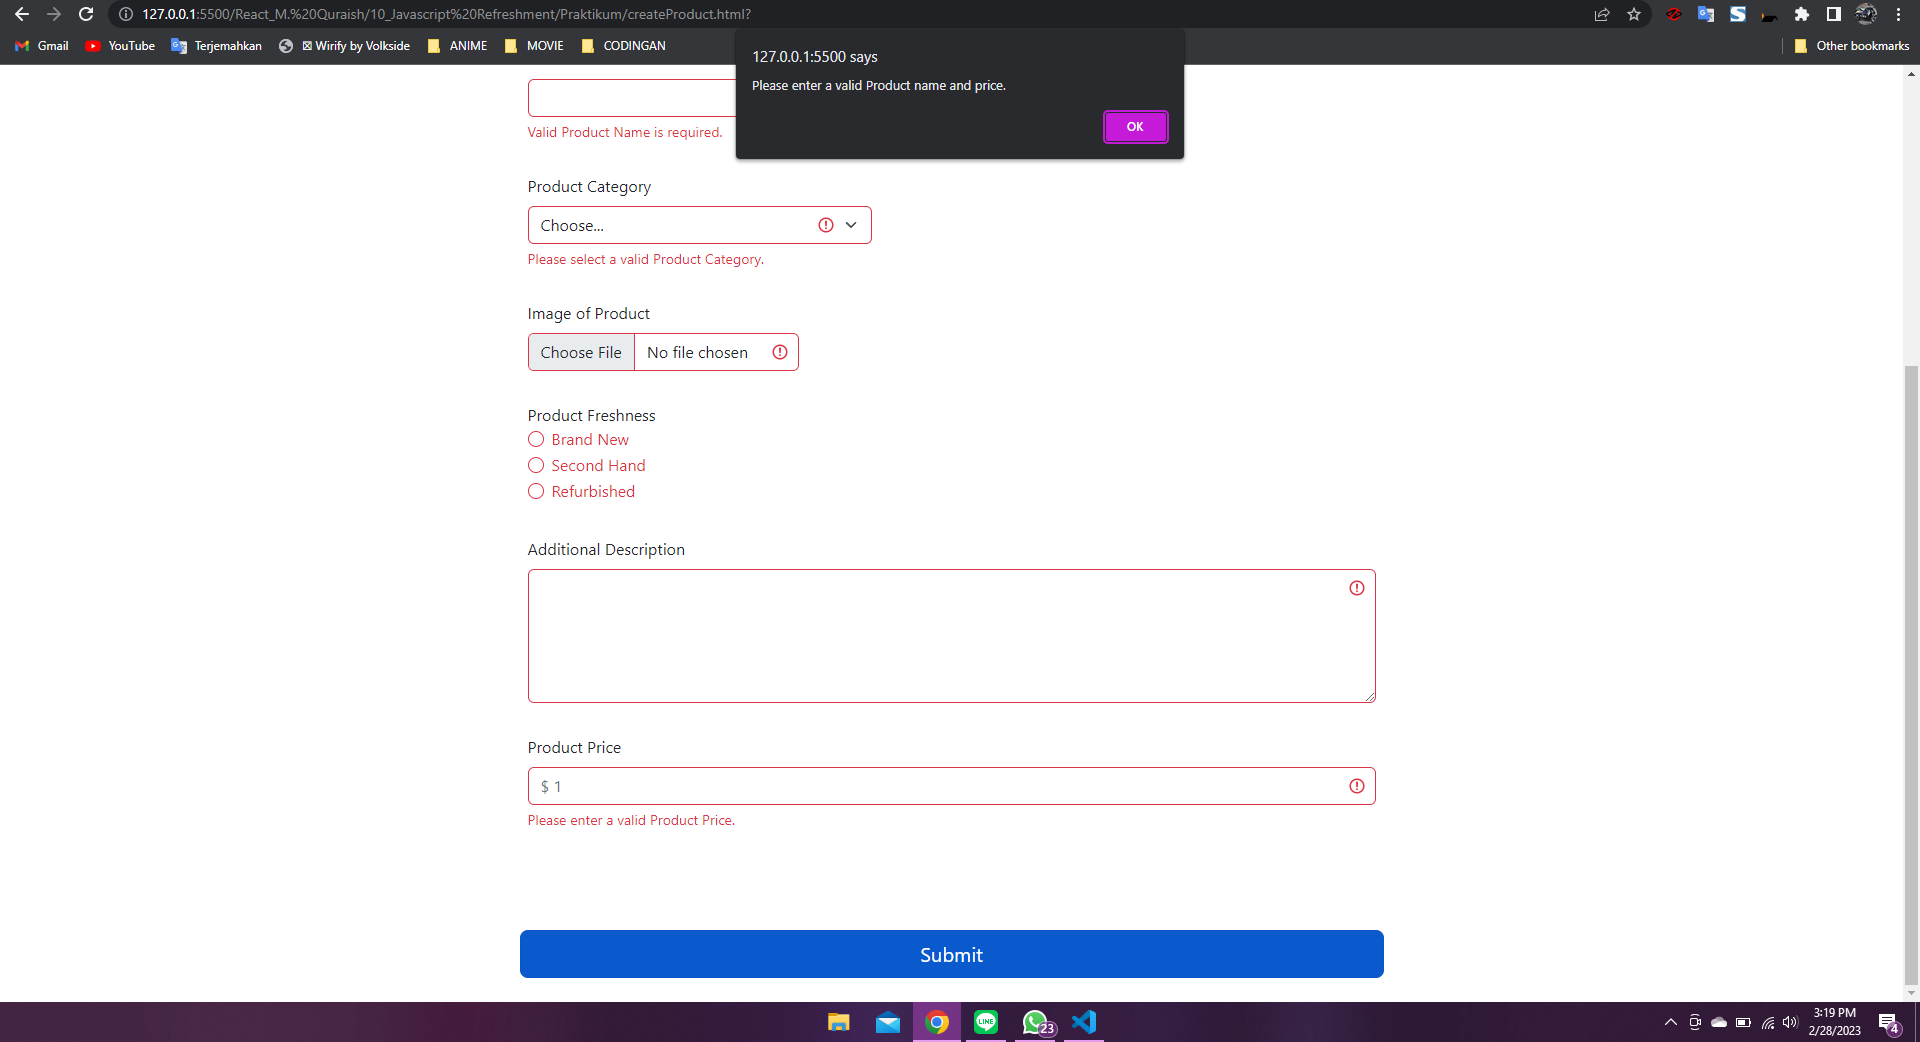 127.0.0.1:5500/React_M.%20Quraish/10_Javascript%20Refreshment/Praktikum/createProduct.html?
Gmail YouTube Terjemahkan Wirify by Volkside ANIME MOVIE CODINGAN Other bookmarks
127.0.0.1:5500 says
Please enter a valid Product name and price.
OK
Valid Product Name is required.
Product Category
Choose...
Please select a valid Product Category.
Image of Product
Choose File No file chosen
Product Freshness
Brand New
Second Hand
Refurbished
Additional Description
Product Price
$ 1
Please enter a valid Product Price.
Submit
LINE
23
3:19 PM
2/28/2023
4